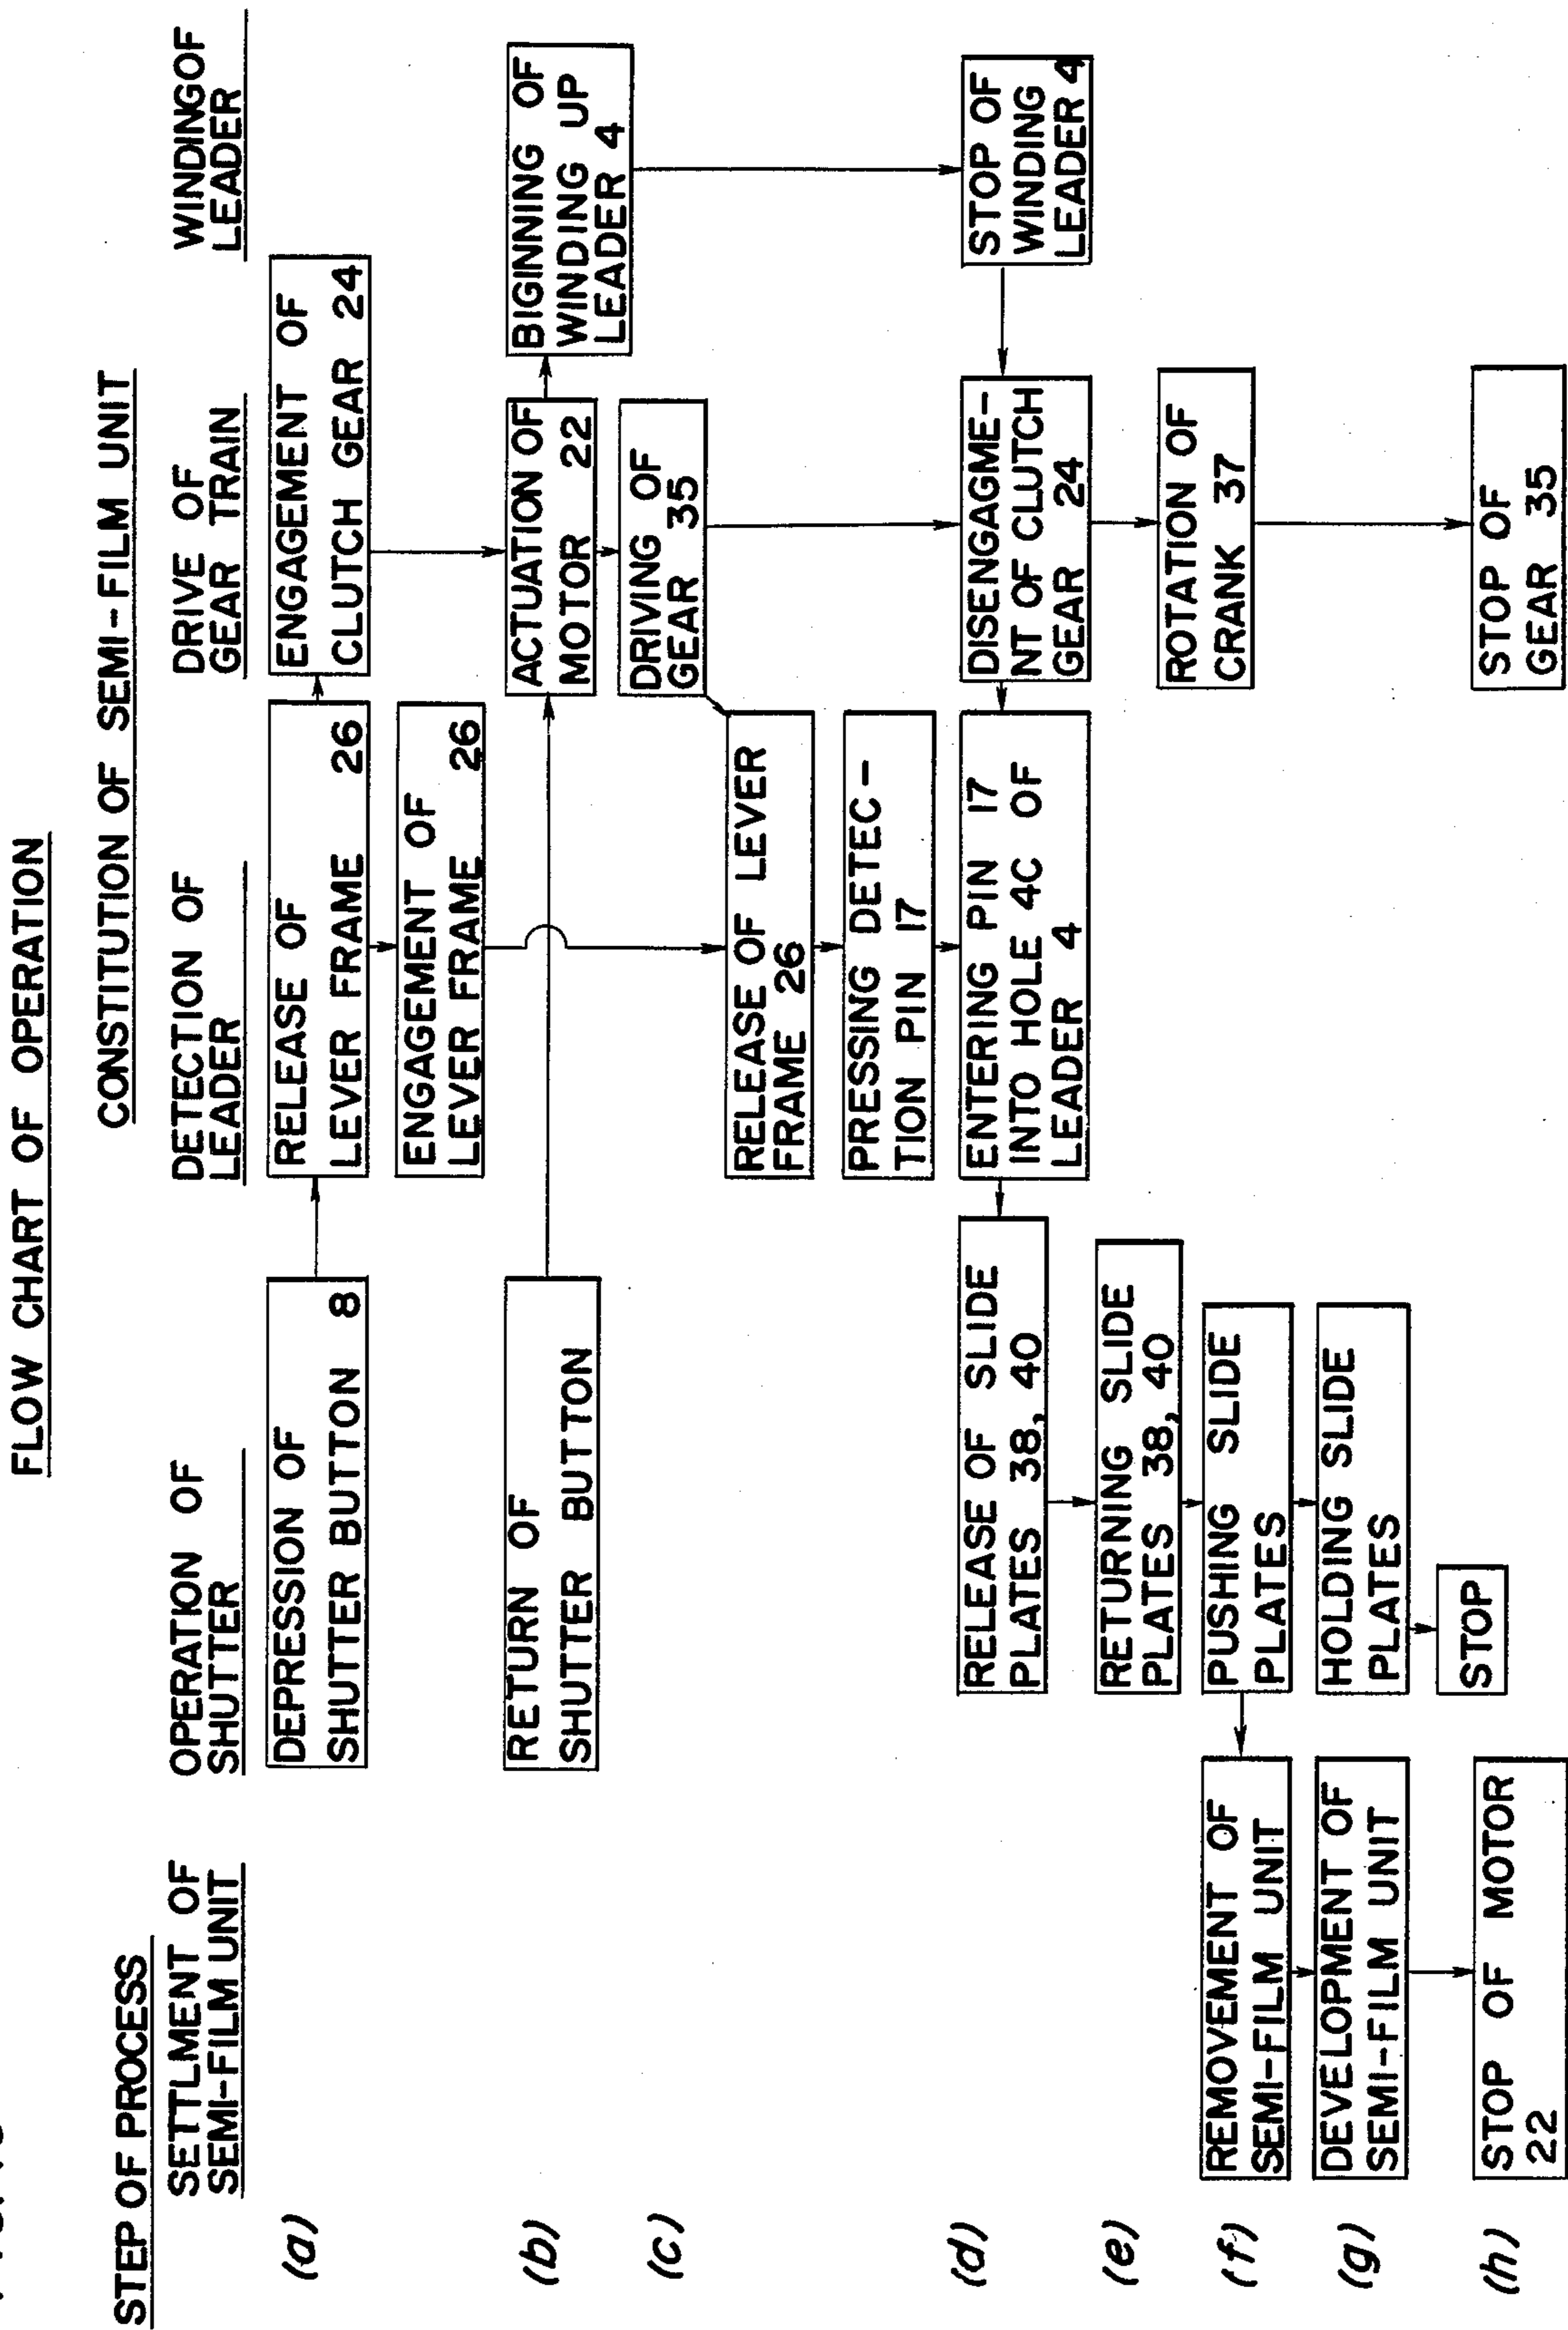 FLOW CHART OF OPERATION
CONSTITUTION OF SEMI-FILM UNIT
STEP OF PROCESS
SETTLMENT OF
SEMI-FILM UNIT
OPERATION OF
SHUTTER
DETECTION OF
LEADER
DRIVE OF
GEAR TRAIN
WINDING OF
LEADER
(a)
DEPRESSION OF
SHUTTER BUTTON 8
RELEASE OF
LEVER FRAME 26
ENGAGEMENT OF
CLUTCH GEAR 24
ENGAGEMENT OF
LEVER FRAME 26
(b)
RETURN OF
SHUTTER BUTTON
ACTUATION OF
MOTOR 22
BIGINNING OF
WINDING UP
LEADER 4
(c)
DRIVING OF
GEAR 35
RELEASE OF LEVER
FRAME 26
PRESSING DETEC-
TION PIN 17
(d)
RELEASE OF SLIDE
PLATES 38, 40
ENTERING PIN 17
INTO HOLE 4C OF
LEADER 4
DISENGAGME-
NT OF CLUTCH
GEAR 24
STOP OF
WINDING
LEADER 4
(e)
RETURNING SLIDE
PLATES 38, 40
ROTATION OF
CRANK 37
(f)
REMOVEMENT OF
SEMI-FILM UNIT
PUSHING SLIDE
PLATES
(g)
DEVELOPMENT OF
SEMI-FILM UNIT
HOLDING SLIDE
PLATES
STOP
(h)
STOP OF MOTOR
22
STOP OF
GEAR 35